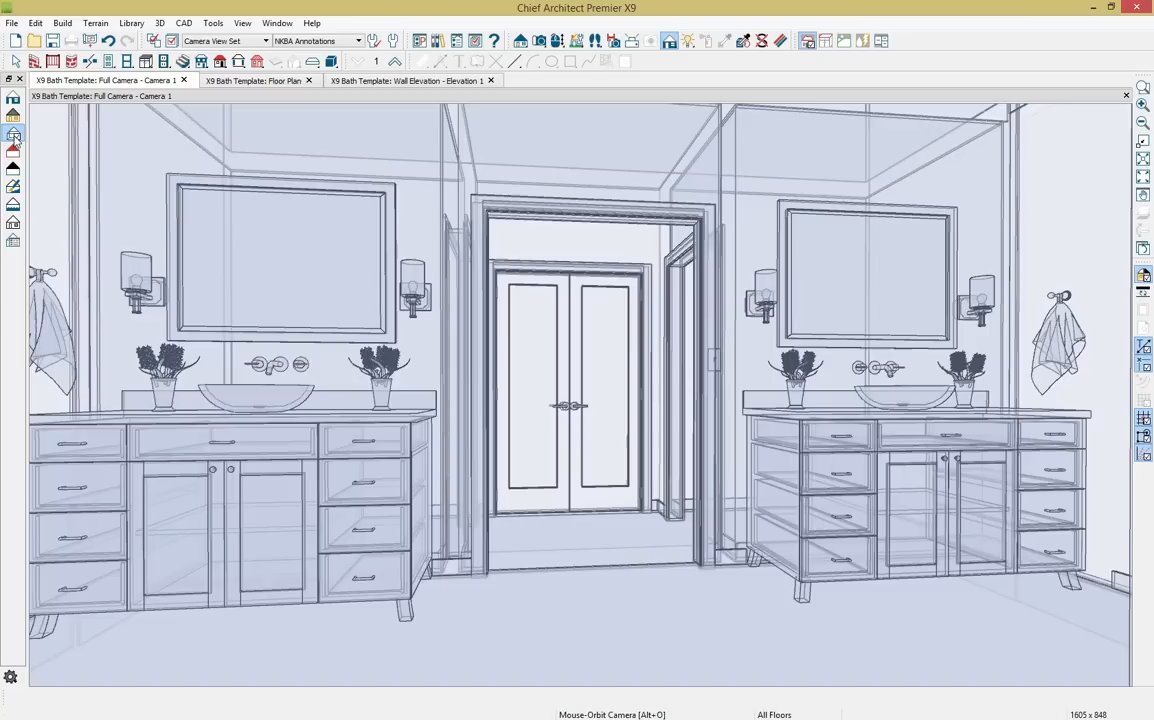 Chief Architect Premier X9
File Edit Build Terrain Library 3D CAD Tools View Window Help
Camera View Set NKBA Annotations
1
X9 Bath Template: Full Camera - Camera 1 X9 Bath Template: Floor Plan X9 Bath Template: Wall Elevation - Elevation 1
X9 Bath Template: Full Camera - Camera 1
Mouse-Orbit Camera [Alt+O] All Floors 1605 x 848